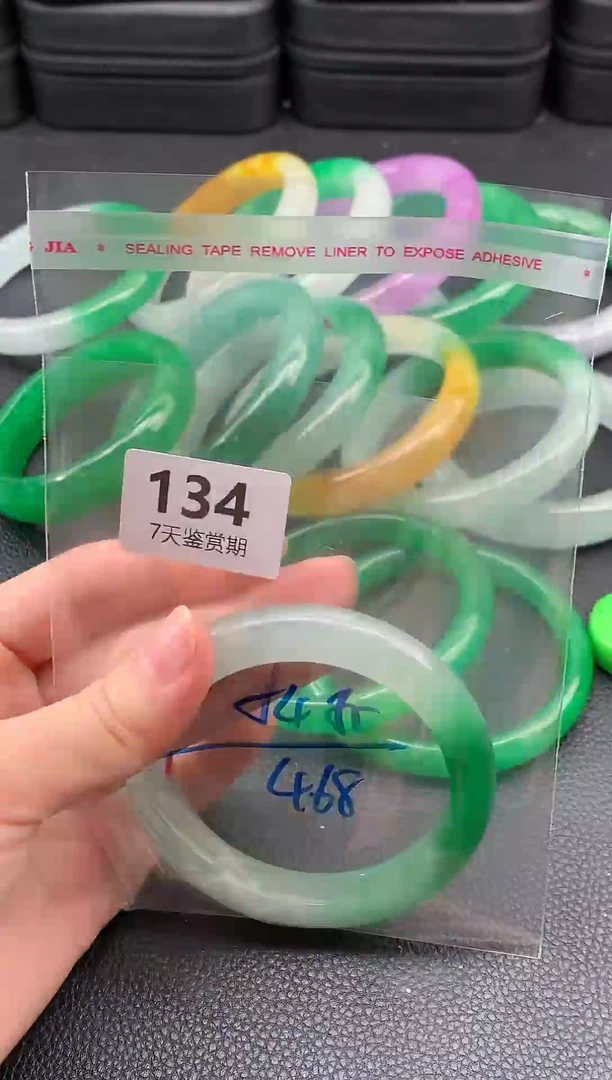 JIA * SEALING TAPE REMOVE LINER TO EXPOSE ADHESIVE *
134
7天鉴赏期
468